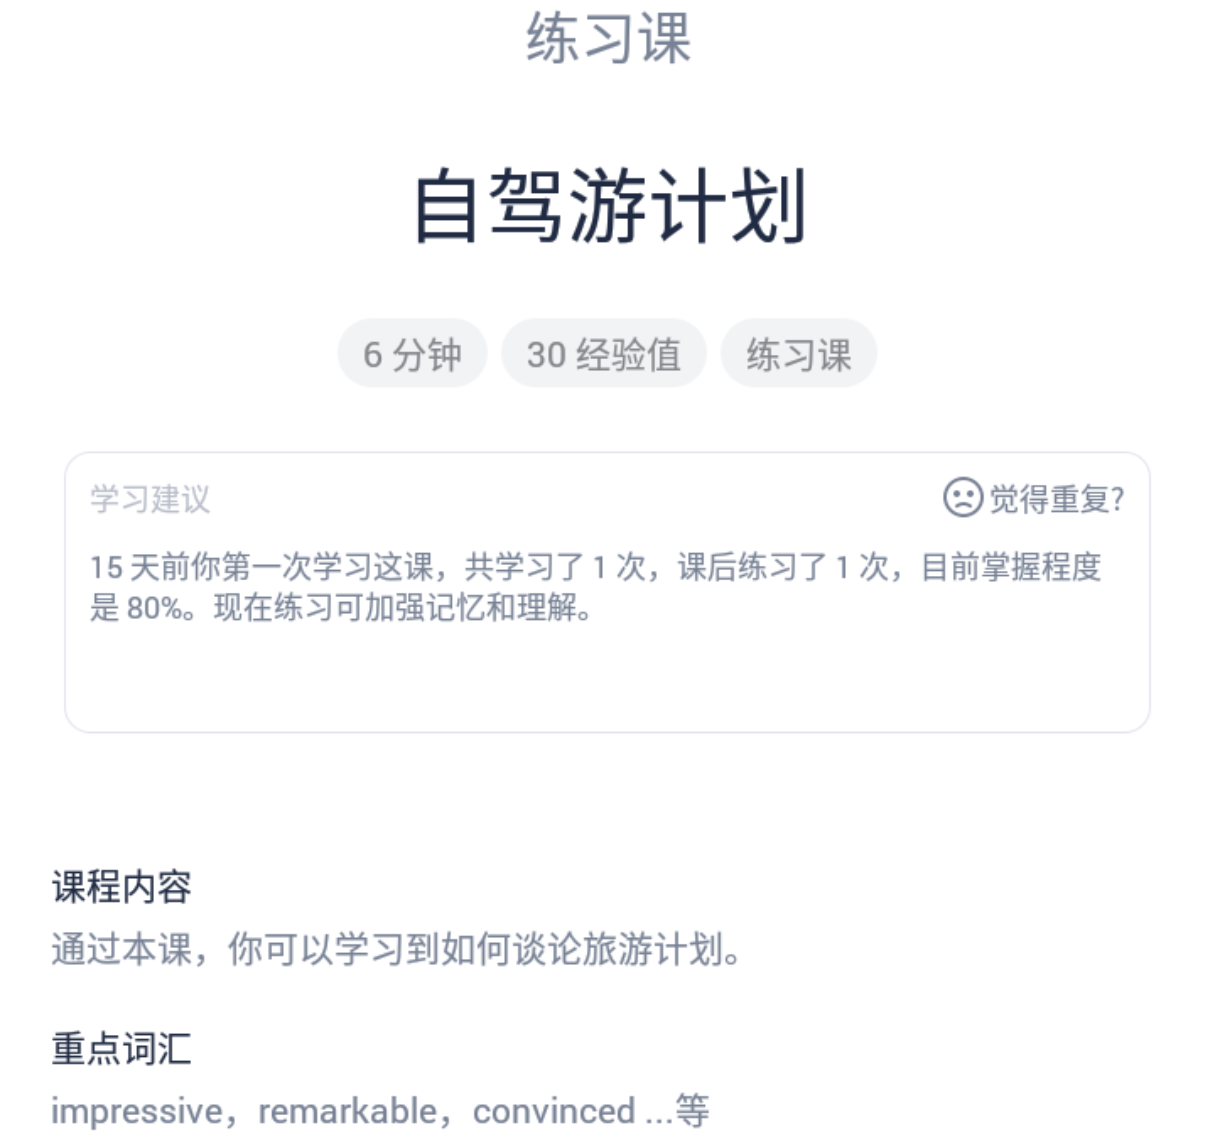 练习课
自驾游计划
6 分钟
30 经验值
练习课
学习建议
觉得重复?
15 天前你第一次学习这课，共学习了 1 次，课后练习了 1 次，目前掌握程度
是 80%。现在练习可加强记忆和理解。
课程内容
通过本课，你可以学习到如何谈论旅游计划。
重点词汇
impressive，remarkable，convinced ...等